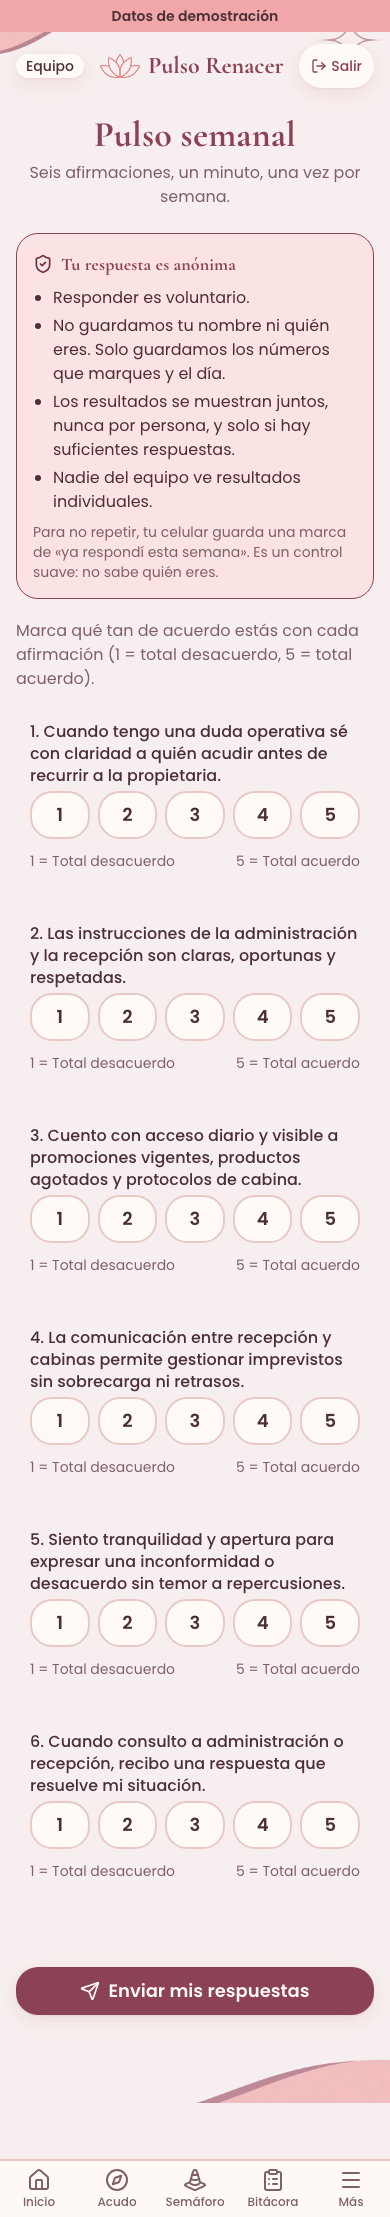 Datos de demostración
Equipo
Pulso Renacer
Salir
Pulso semanal
Seis afirmaciones, un minuto, una vez por
semana.
Tu respuesta es anónima
• Responder es voluntario.
• No guardamos tu nombre ni quién
eres. Solo guardamos los números
que marques y el día.
• Los resultados se muestran juntos,
nunca por persona, y solo si hay
suficientes respuestas.
• Nadie del equipo ve resultados
individuales.
Para no repetir, tu celular guarda una marca
de «ya respondí esta semana». Es un control
suave: no sabe quién eres.
Marca qué tan de acuerdo estás con cada
afirmación (1 = total desacuerdo, 5 = total
acuerdo).
1. Cuando tengo una duda operativa sé
con claridad a quién acudir antes de
recurrir a la propietaria.
1 2 3 4 5
1 = Total desacuerdo 5 = Total acuerdo
2. Las instrucciones de la administración
y la recepción son claras, oportunas y
respetadas.
1 2 3 4 5
1 = Total desacuerdo 5 = Total acuerdo
3. Cuento con acceso diario y visible a
promociones vigentes, productos
agotados y protocolos de cabina.
1 2 3 4 5
1 = Total desacuerdo 5 = Total acuerdo
4. La comunicación entre recepción y
cabinas permite gestionar imprevistos
sin sobrecarga ni retrasos.
1 2 3 4 5
1 = Total desacuerdo 5 = Total acuerdo
5. Siento tranquilidad y apertura para
expresar una inconformidad o
desacuerdo sin temor a repercusiones.
1 2 3 4 5
1 = Total desacuerdo 5 = Total acuerdo
6. Cuando consulto a administración o
recepción, recibo una respuesta que
resuelve mi situación.
1 2 3 4 5
1 = Total desacuerdo 5 = Total acuerdo
Enviar mis respuestas
Inicio Acudo Semáforo Bitácora Más